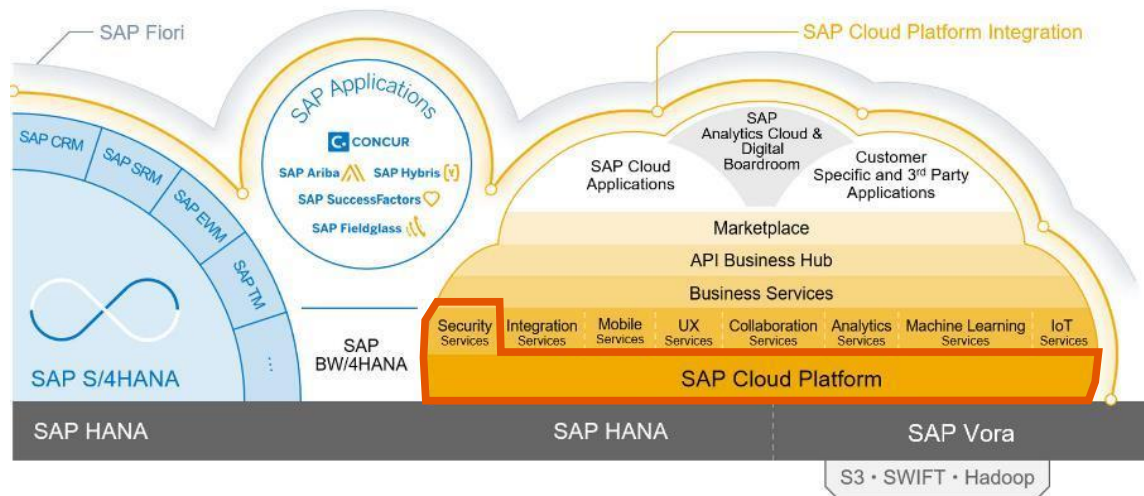 SAP Fiori
SAP Cloud Platform Integration
SAP Applications
C. CONCUR
SAP Ariba
SAP Hybris [y]
SAP SuccessFactors
SAP Fieldglass
SAP CRM
SAP SRM
SAP EWM
SAP TM
...
SAP S/4HANA
SAP
BW/4HANA
SAP
Analytics Cloud &
Digital
Boardroom
SAP Cloud
Applications
Customer
Specific and 3rd Party
Applications
Marketplace
API Business Hub
Business Services
Security
Services
Integration
Services
Mobile
Services
UX
Services
Collaboration
Services
Analytics
Services
Machine Learning
Services
IoT
Services
SAP Cloud Platform
SAP HANA
SAP HANA
SAP Vora
S3 • SWIFT • Hadoop